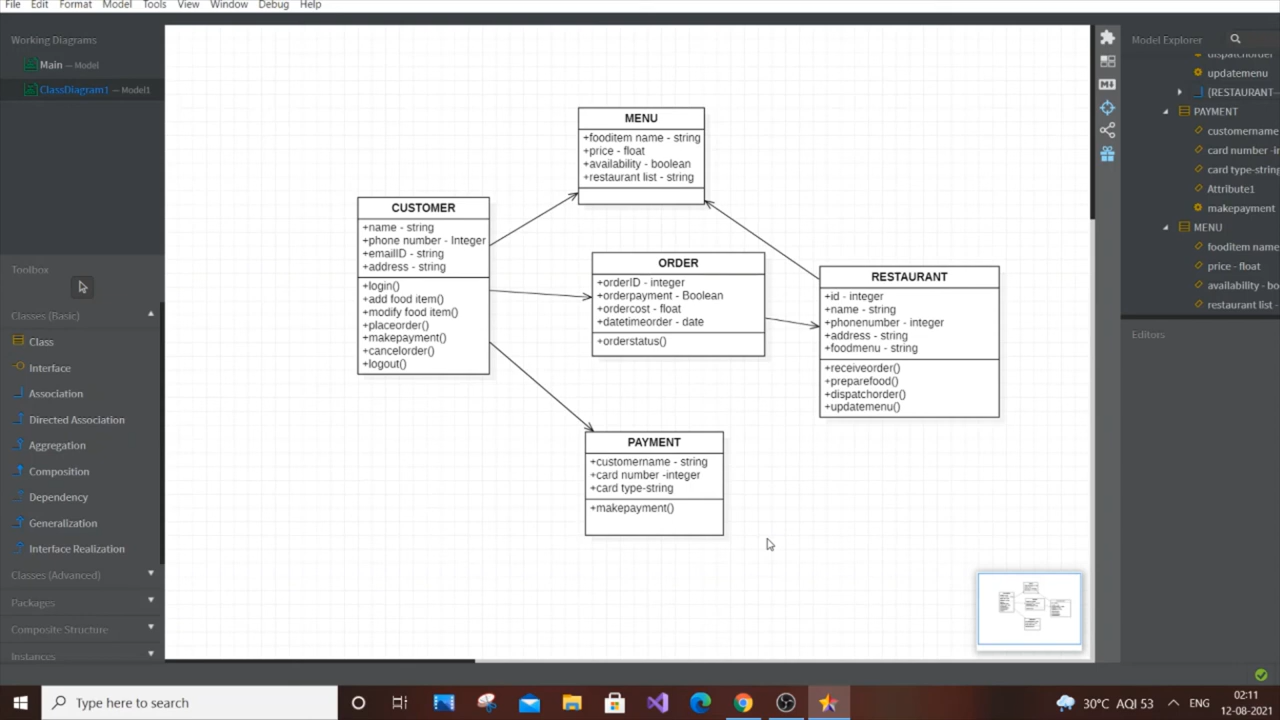 File Edit Format Model Tools View Window Debug Help
Working Diagrams
Main — Model
ClassDiagram1 — Model1
Toolbox
Classes (Basic)
Class
Interface
Association
Directed Association
Aggregation
Composition
Dependency
Generalization
Interface Realization
Classes (Advanced)
Packages
Composite Structure
Instances
MENU
+fooditem name - string
+price - float
+availability - boolean
+restaurant list - string
CUSTOMER
+name - string
+phone number - Integer
+emailID - string
+address - string
+login()
+add food item()
+modify food item()
+placeorder()
+makepayment()
+cancelorder()
+logout()
ORDER
+orderID - integer
+orderpayment - Boolean
+ordercost - float
+datetimeorder - date
+orderstatus()
RESTAURANT
+id - integer
+name - string
+phonenumber - integer
+address - string
+foodmenu - string
+receiveorder()
+preparefood()
+dispatchorder()
+updatemenu()
PAYMENT
+customername - string
+card number -integer
+card type-string
+makepayment()
M
Model Explorer
dispatchorder
updatemenu
(RESTAURANT—
PAYMENT
customername
card number -in
card type-string
Attribute1
makepayment
MENU
fooditem name
price - float
availability - bo
restaurant list
Editors
Type here to search
30°C AQI 53
ENG
02:11
12-08-2021